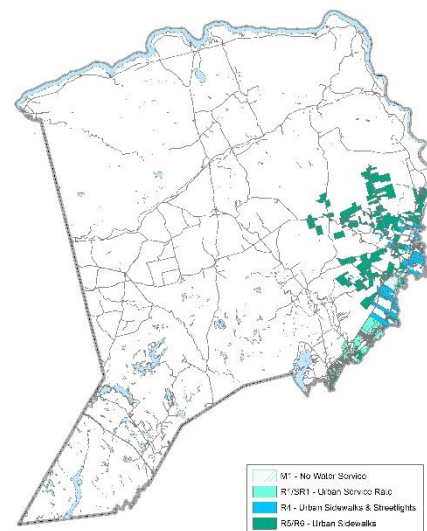 M1 - No Water Service
R1/SR1 - Urban Service Rate
R4 - Urban Sidewalks & Streetlights
R5/R6 - Urban Sidewalks